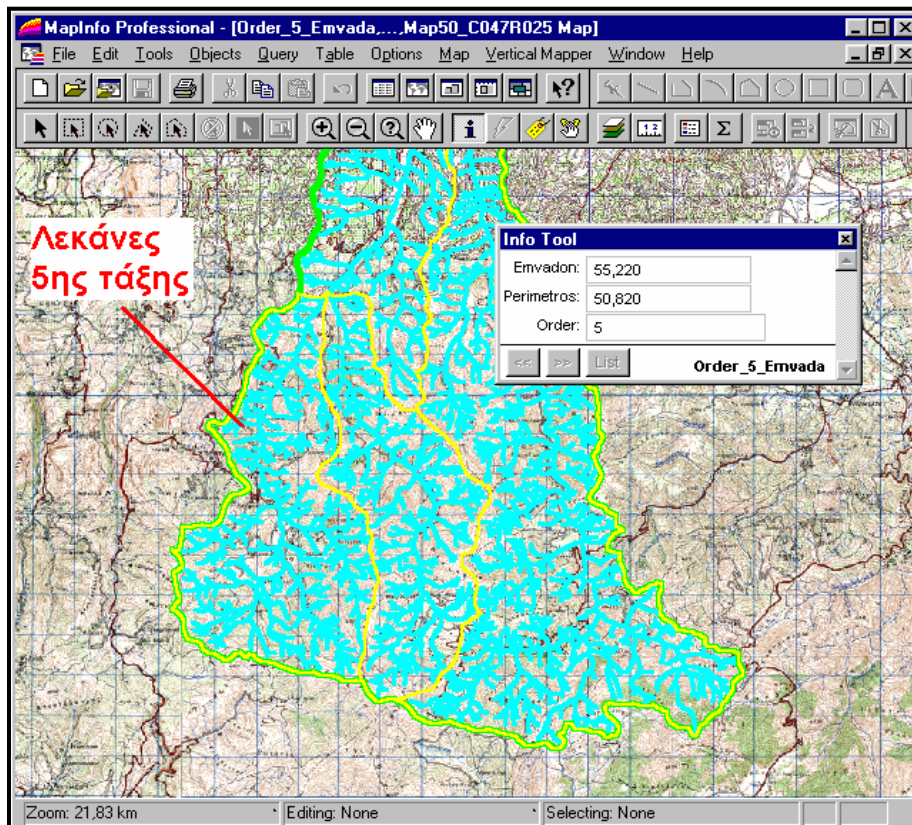 MapInfo Professional - [Order_5_Emvada,...,Map50_C047R025 Map]
File Edit Tools Objects Query Table Options Map Vertical Mapper Window Help
Λεκάνες
5ης τάξης
Info Tool
Emvadon: 55,220
Perimetros: 50,820
Order: 5
<< >> List Order_5_Emvada
Zoom: 21,83 km Editing: None Selecting: None